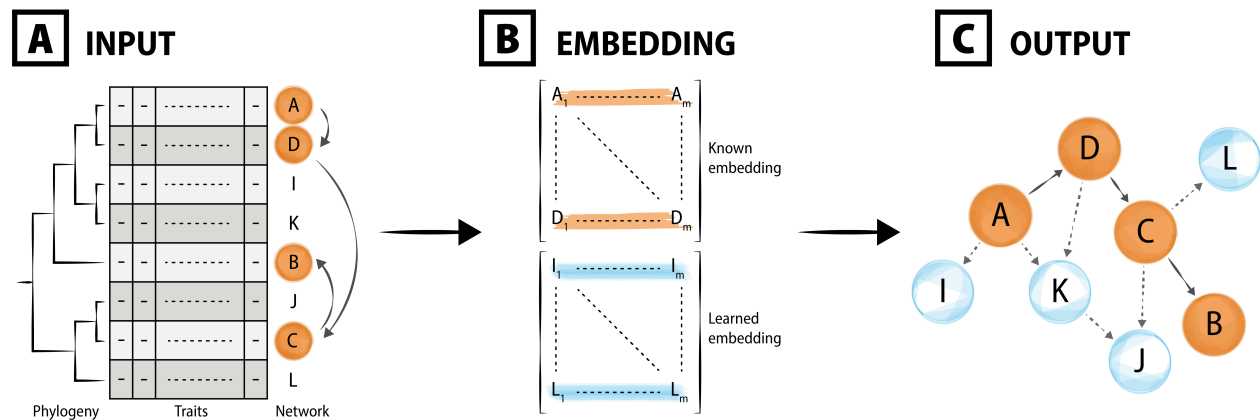 A INPUT
A
D
I
K
B
J
C
L
Phylogeny Traits Network
B EMBEDDING
A1 Am
D1 Dm
Known
embedding
I1 Im
L1 Lm
Learned
embedding
C OUTPUT
D
L
A
C
I
K
B
J